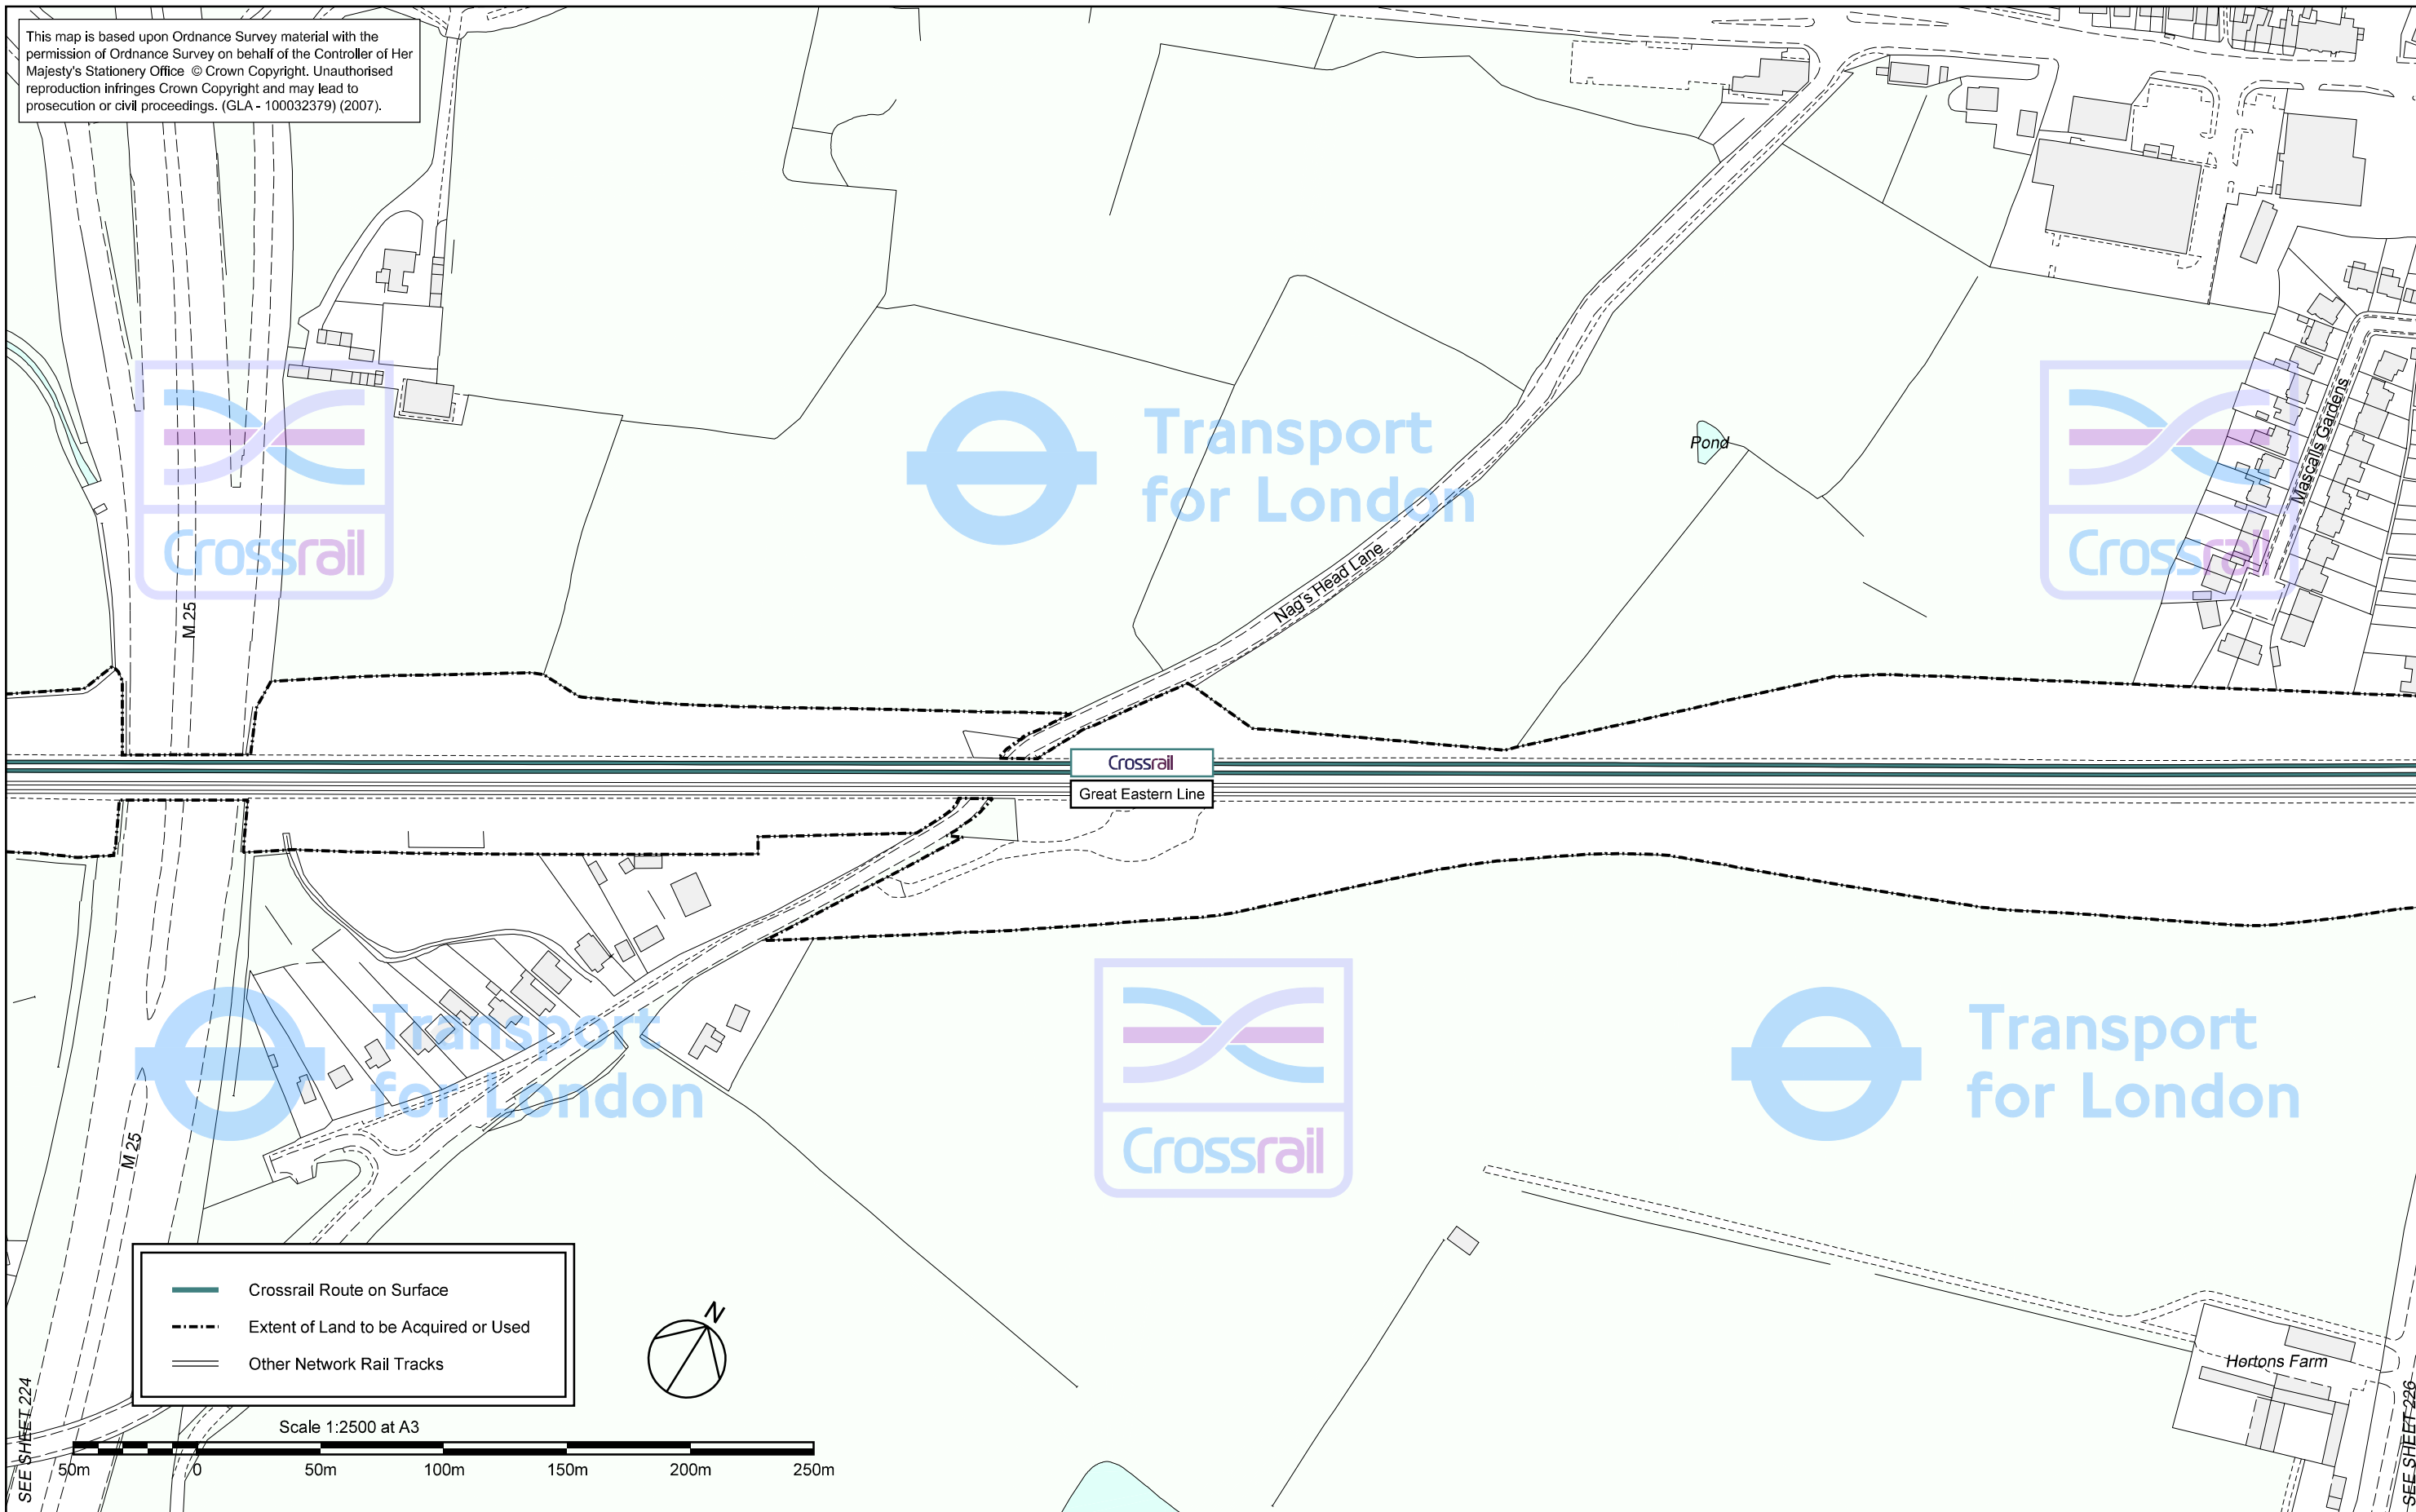 This map is based upon Ordnance Survey material with the
permission of Ordnance Survey on behalf of the Controller of Her
Majesty's Stationery Office © Crown Copyright. Unauthorised
reproduction infringes Crown Copyright and may lead to
prosecution or civil proceedings. (GLA - 100032379) (2007).
Transport
for London
Pond
Mascalls Gardens
Crossrail
Crossrail
Nag's Head Lane
M 25
Crossrail
Great Eastern Line
Transport
for London
Transport
for London
Crossrail
M 25
Crossrail Route on Surface
Extent of Land to be Acquired or Used
Other Network Rail Tracks
N
Hortons Farm
SEE SHEET 224
SEE SHEET 226
Scale 1:2500 at A3
50m 0 50m 100m 150m 200m 250m